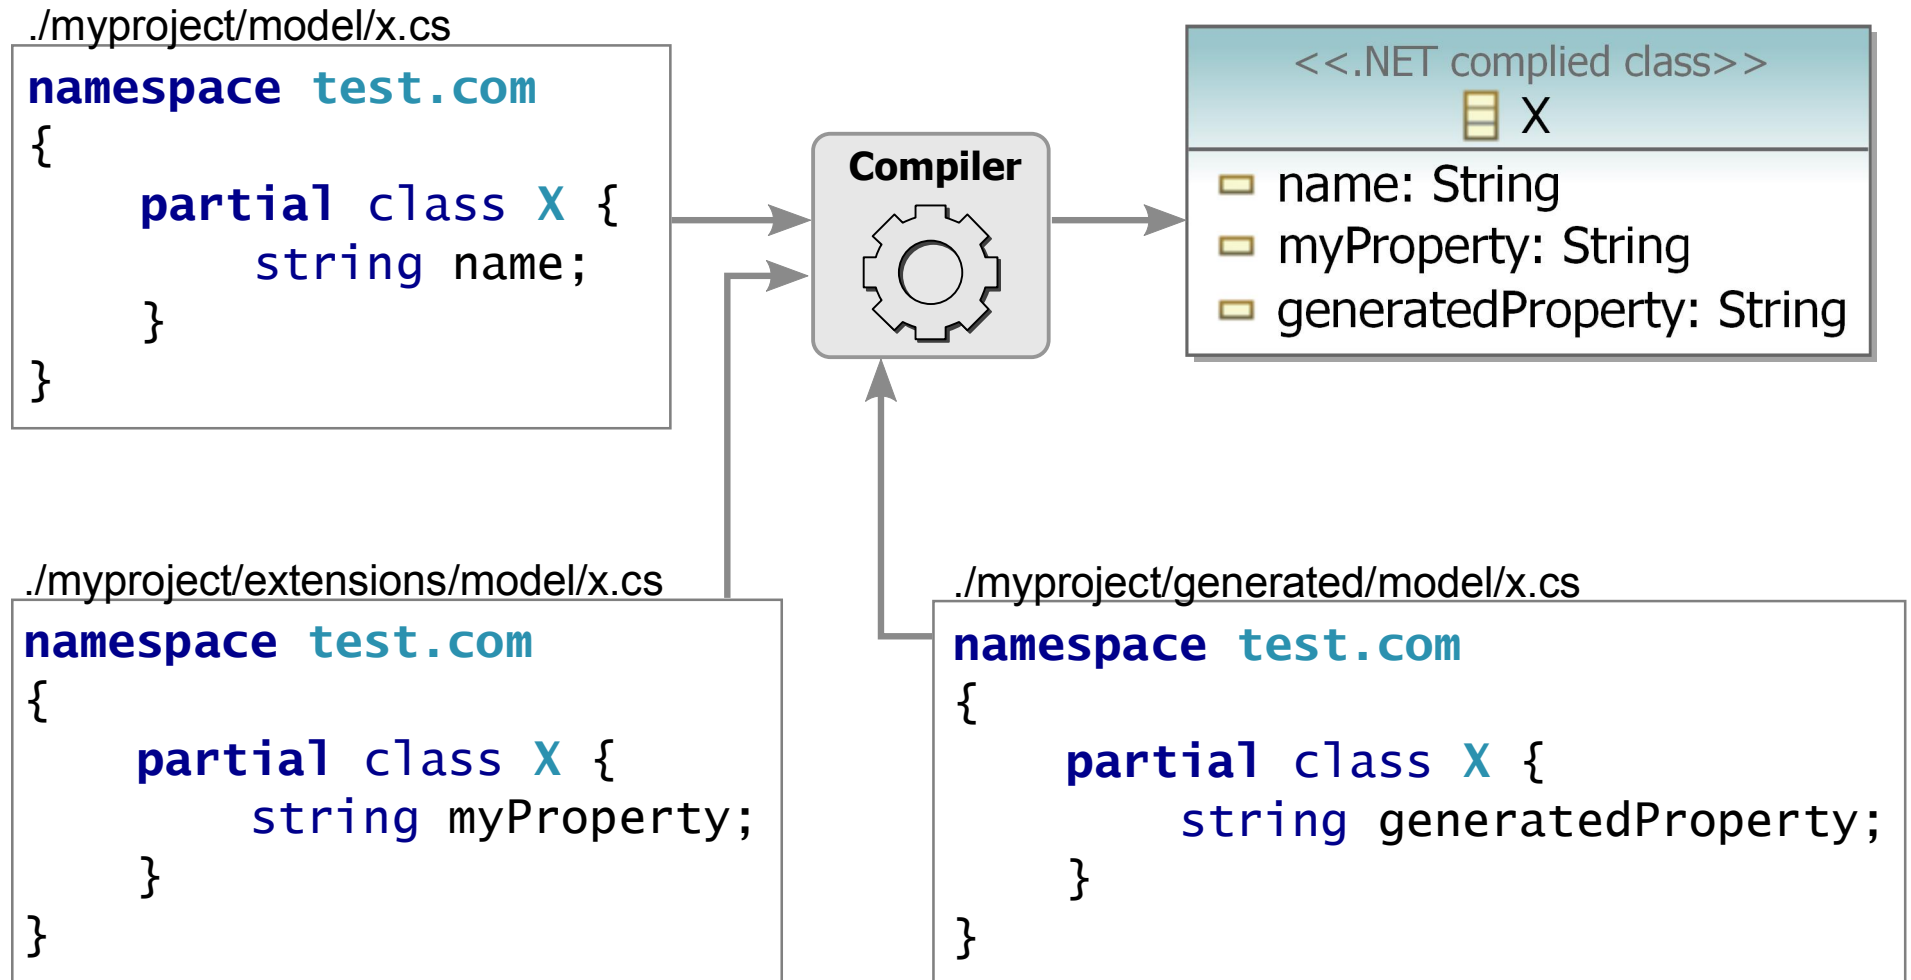 ./myproject/model/x.cs
namespace test.com
{
partial class X {
string name;
}
}
Compiler
<<.NET complied class>>
X
name: String
myProperty: String
generatedProperty: String
./myproject/extensions/model/x.cs
namespace test.com
{
partial class X {
string myProperty;
}
}
./myproject/generated/model/x.cs
namespace test.com
{
partial class X {
string generatedProperty;
}
}